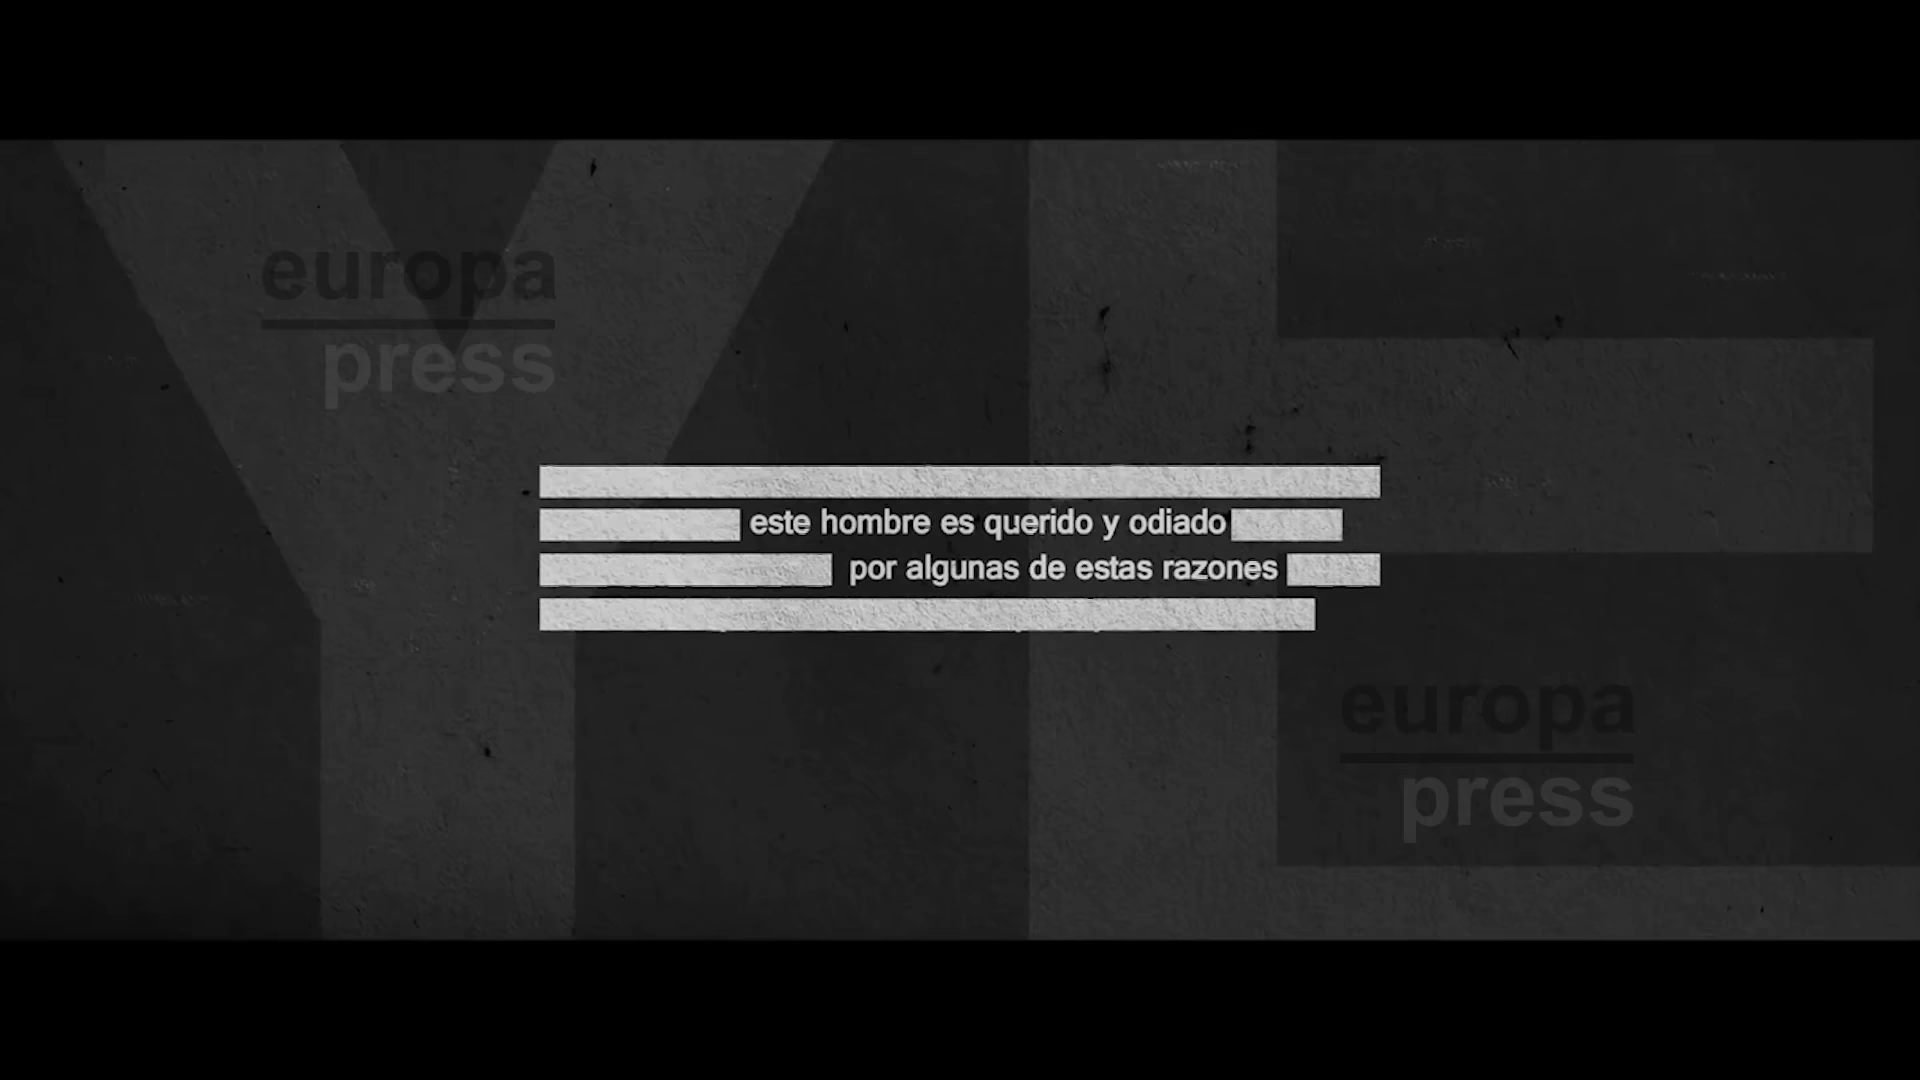 europa
press
este hombre es querido y odiado
por algunas de estas razones
europa
press